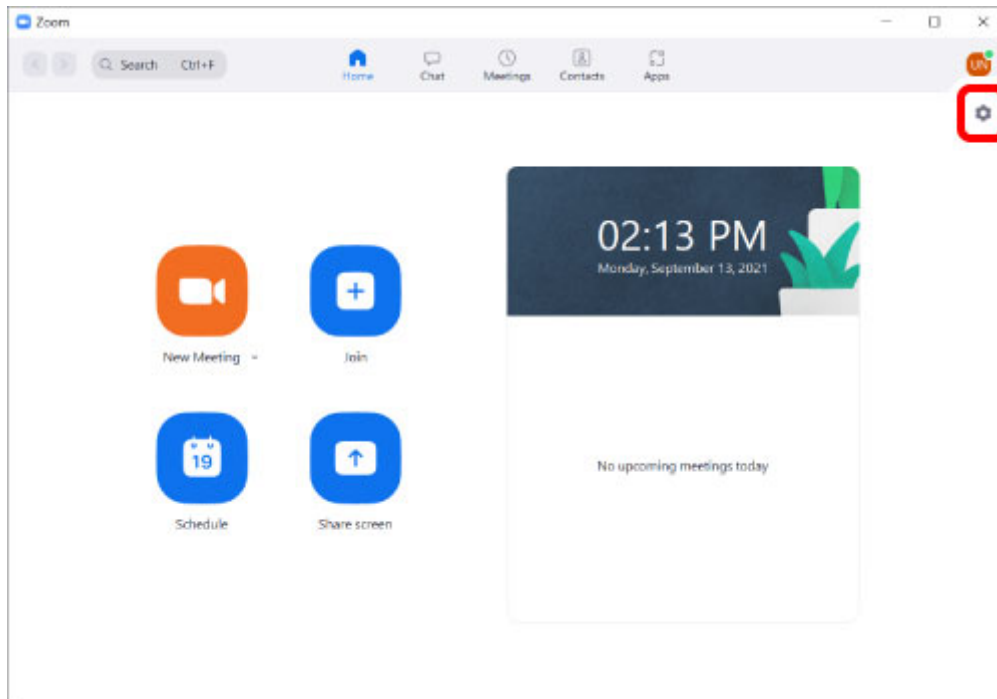 Zoom
Search Ctrl+F
Home
Chat
Meetings
Contacts
Apps
UN
02:13 PM
Monday, September 13, 2021
New Meeting
Join
19
Schedule
Share screen
No upcoming meetings today